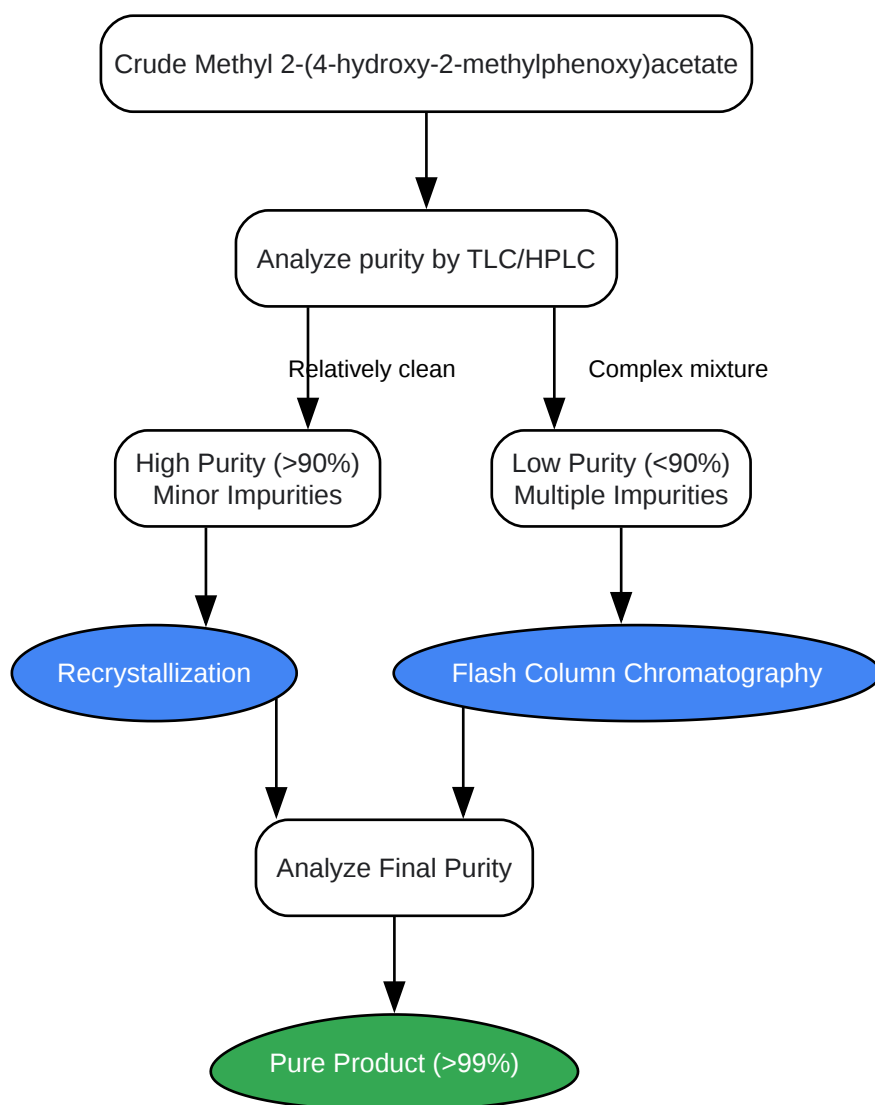 Crude Methyl 2-(4-hydroxy-2-methylphenoxy)acetate
Analyze purity by TLC/HPLC
Relatively clean
Complex mixture
High Purity (>90%)
Minor Impurities
Low Purity (<90%)
Multiple Impurities
Recrystallization
Flash Column Chromatography
Analyze Final Purity
Pure Product (>99%)